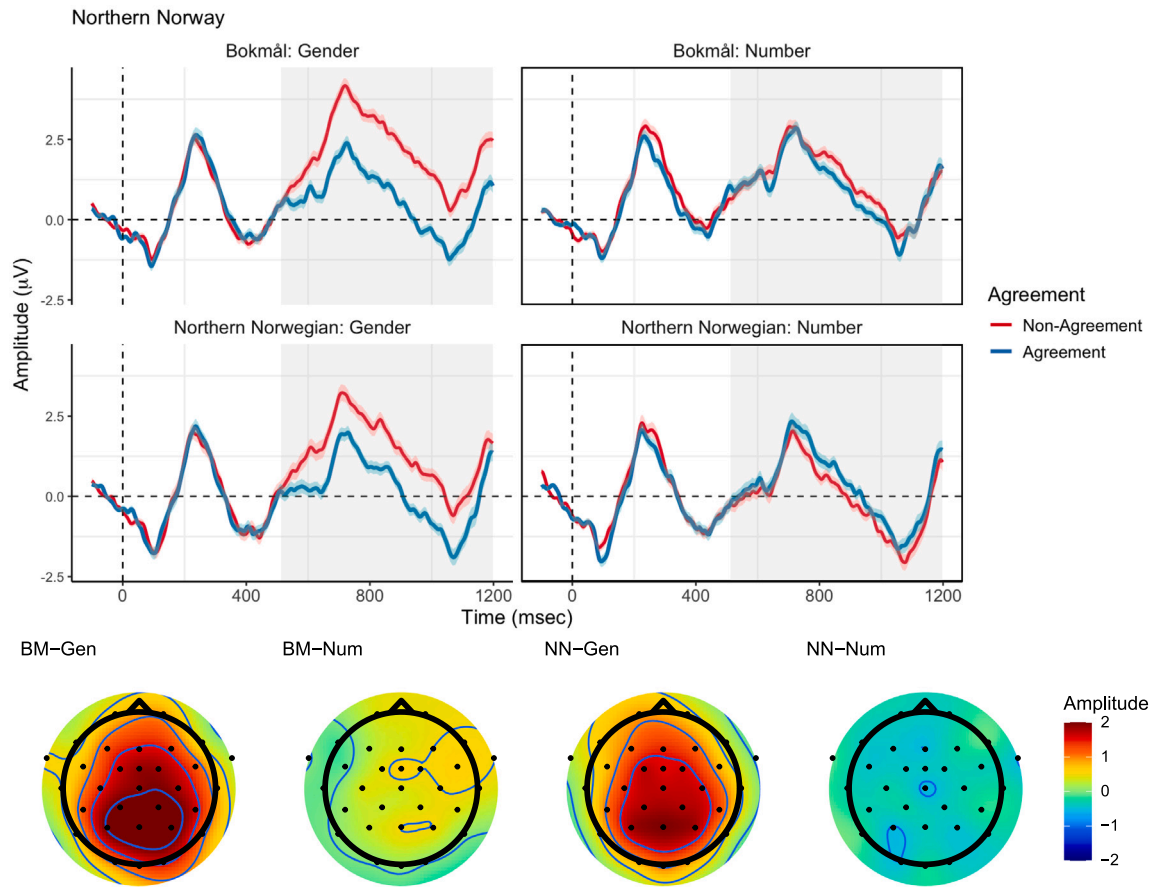 Northern Norway
Bokmål: Gender
Bokmål: Number
2.5
0.0
-2.5
Northern Norwegian: Gender
Northern Norwegian: Number
2.5
0.0
-2.5
Amplitude (μV)
0
400
800
1200
0
400
800
1200
Time (msec)
Agreement
Non-Agreement
Agreement
BM−Gen
BM−Num
NN−Gen
NN−Num
Amplitude
2
1
0
−1
−2